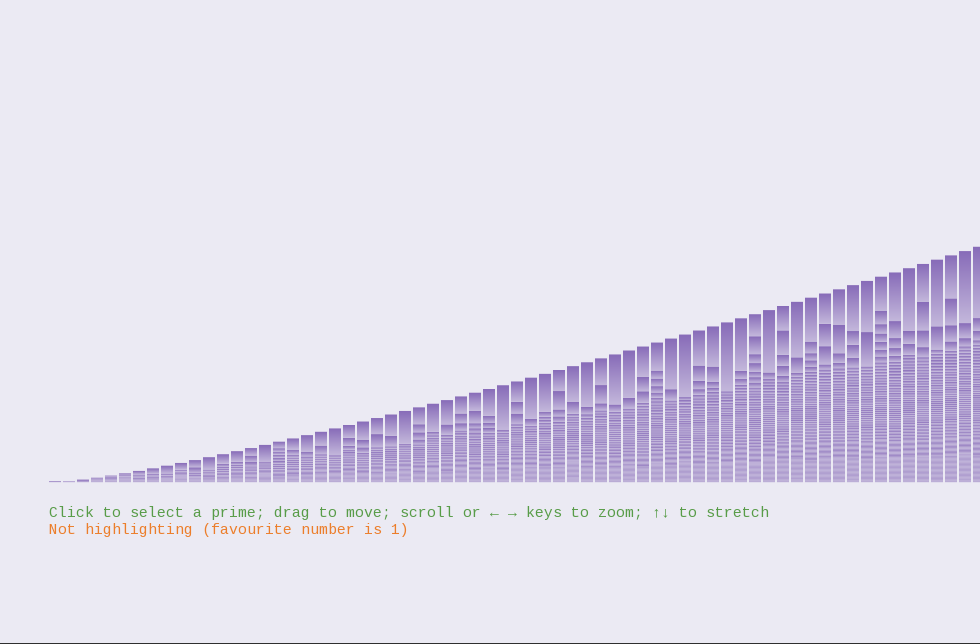 Click to select a prime; drag to move; scroll or ← → keys to zoom; ↑↓ to stretch
Not highlighting (favourite number is 1)